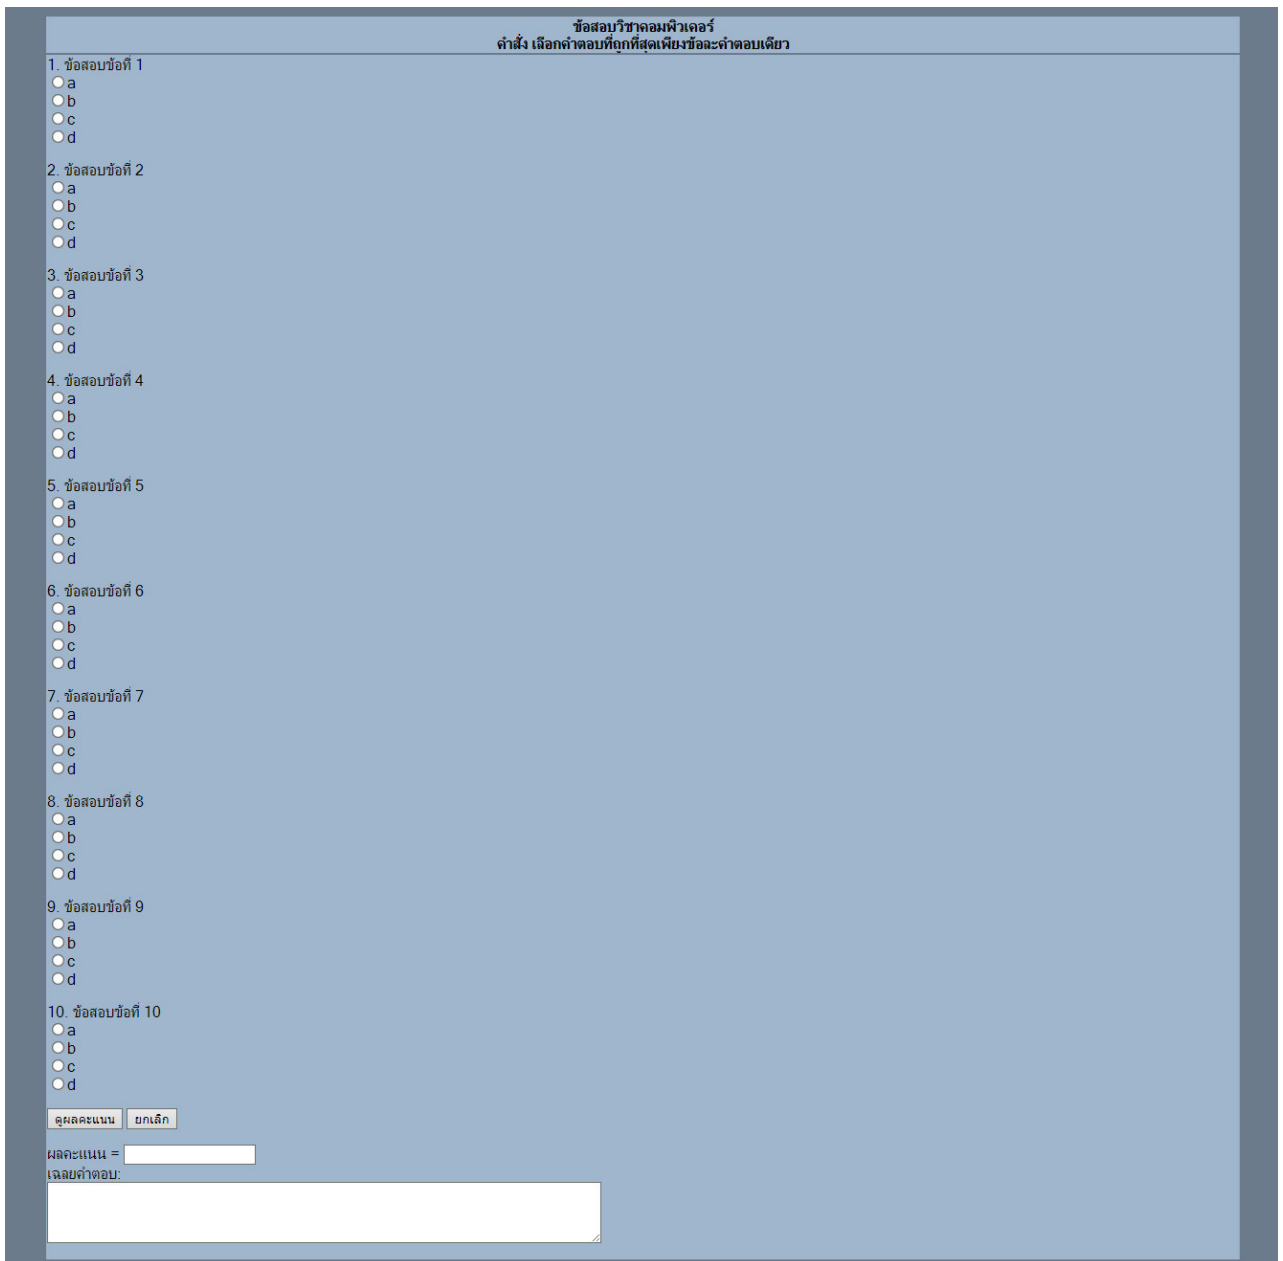 ข้อสอบวิชาคอมพิวเตอร์
คำสั่ง เลือกคำตอบที่ถูกที่สุดเพียงข้อละคำตอบเดียว
1. ข้อสอบข้อที่ 1
a
b
c
d
2. ข้อสอบข้อที่ 2
a
b
c
d
3. ข้อสอบข้อที่ 3
a
b
c
d
4. ข้อสอบข้อที่ 4
a
b
c
d
5. ข้อสอบข้อที่ 5
a
b
c
d
6. ข้อสอบข้อที่ 6
a
b
c
d
7. ข้อสอบข้อที่ 7
a
b
c
d
8. ข้อสอบข้อที่ 8
a
b
c
d
9. ข้อสอบข้อที่ 9
a
b
c
d
10. ข้อสอบข้อที่ 10
a
b
c
d
ดูผลคะแนน ยกเลิก
ผลคะแนน =
เฉลยคำตอบ: